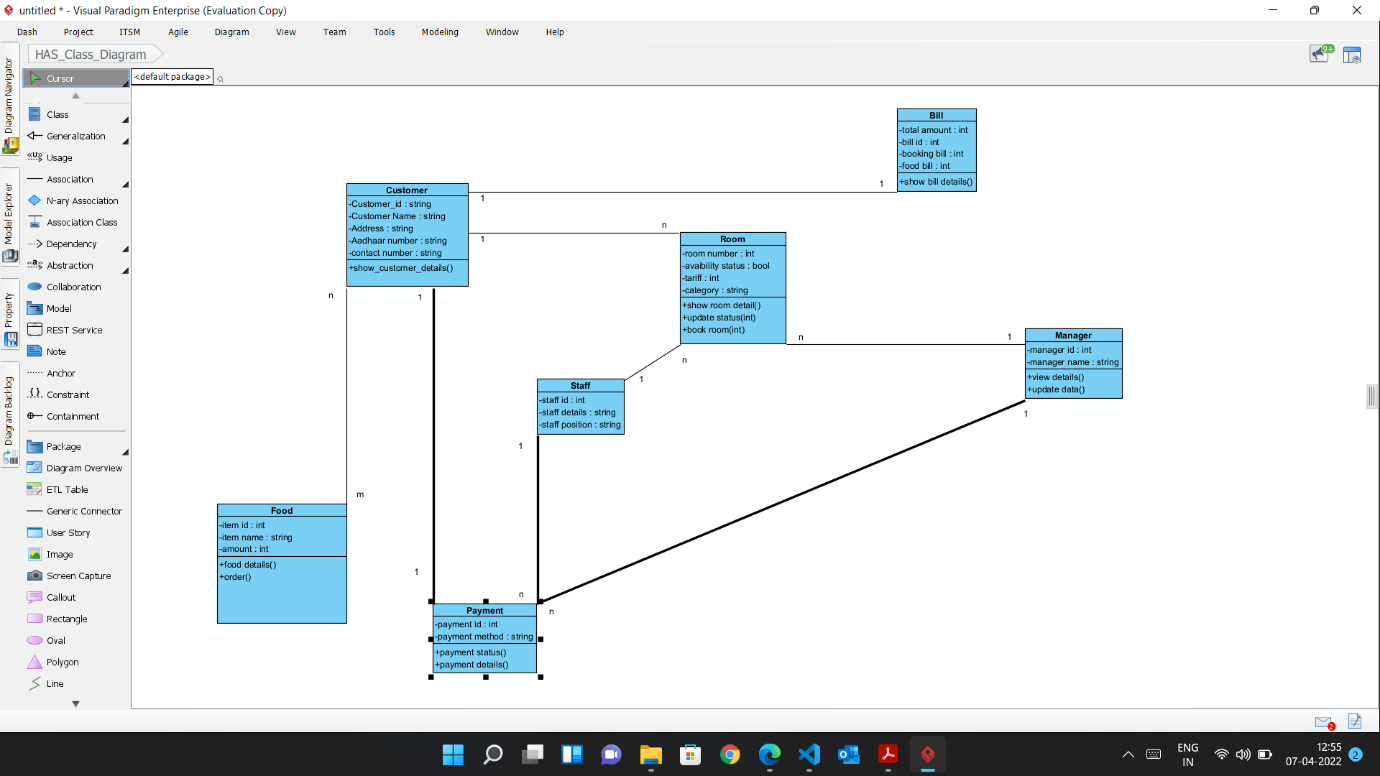 untitled * - Visual Paradigm Enterprise (Evaluation Copy)
Dash Project ITSM Agile Diagram View Team Tools Modeling Window Help
HAS_Class_Diagram
9+
Diagram Navigator
Model Explorer
Property
Diagram Backlog
Cursor
Class
Generalization
Usage
Association
N-ary Association
Association Class
Dependency
Abstraction
Collaboration
Model
REST Service
Note
Anchor
Constraint
Containment
Package
Diagram Overview
ETL Table
Generic Connector
User Story
Image
Screen Capture
Callout
Rectangle
Oval
Polygon
Line
<default package>
Bill
-total amount : int
-bill id : int
-booking bill : int
-food bill : int
+show bill details()
1
1
Customer
-Customer_id : string
-Customer Name : string
-Address : string
-Aadhaar number : string
-contact number : string
+show_customer_details()
1
n
Room
-room number : int
-avaibility status : bool
-tariff : int
-category : string
+show room detail()
+update status(int)
+book room(int)
n
1
n
1
Manager
-manager id : int
-manager name : string
+view details()
+update data()
1
n
1
Staff
-staff id : int
-staff details : string
-staff position : string
1
m
Food
-item id : int
-item name : string
-amount : int
+food details()
+order()
1
n
n
Payment
-payment id : int
-payment method : string
+payment status()
+payment details()
2
ENG
IN
12:55
07-04-2022
2